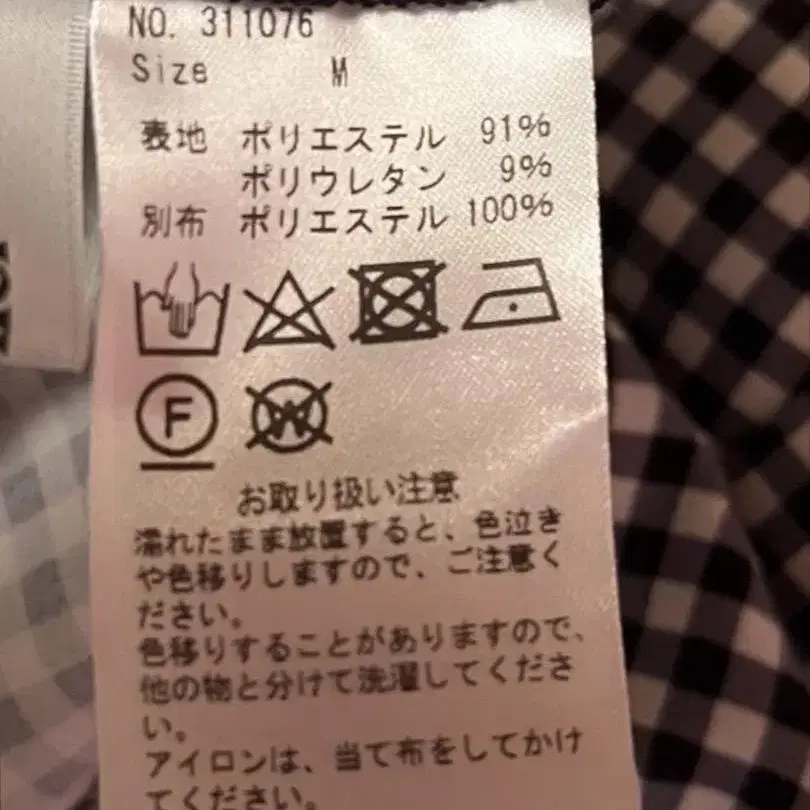 NO. 311076
Size M
表地 ポリエステル 91%
ポリウレタン 9%
別布 ポリエステル 100%
F
W
お取り扱い注意
濡れたまま放置すると、色泣き
や色移りしますので、ご注意く
ださい。
色移りすることがありますので、
他の物と分けて洗濯してくださ
い。
アイロンは、当て布をしてかけ
てください。